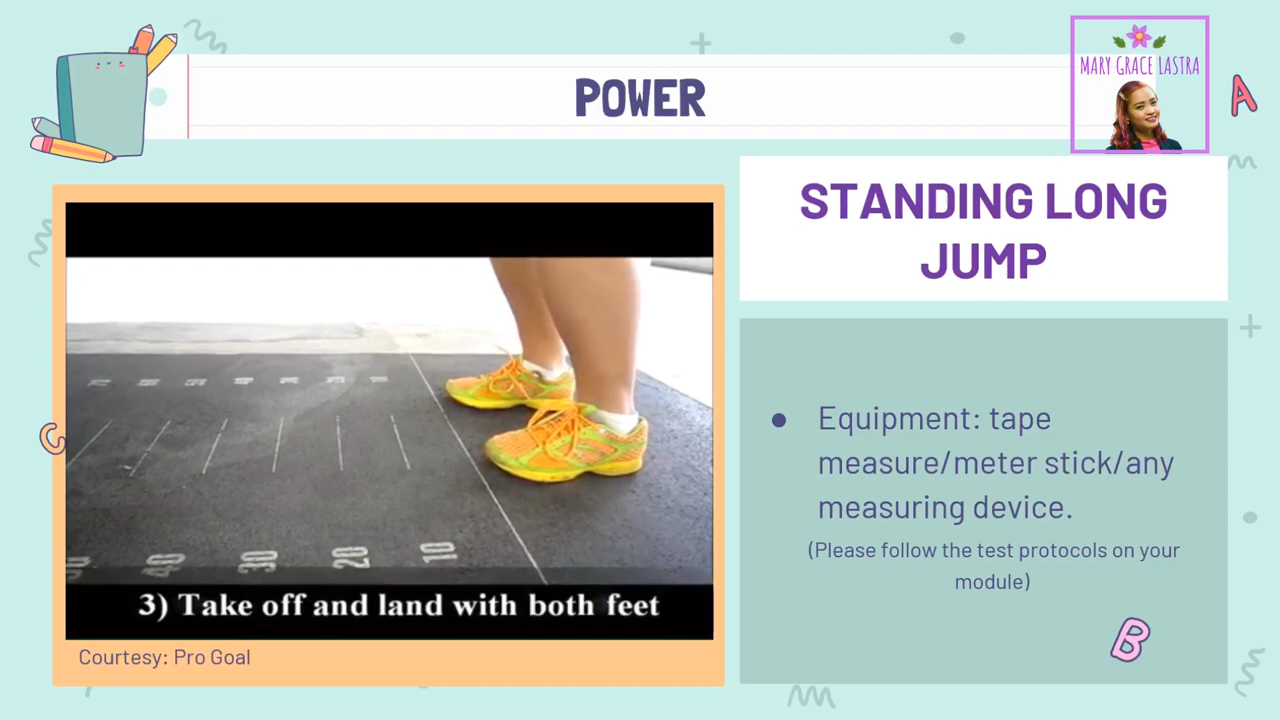 POWER
MARY GRACE LASTRA
A
STANDING LONG
JUMP
● Equipment: tape
measure/meter stick/any
measuring device.
(Please follow the test protocols on your
module)
C
40 30 20 10
3) Take off and land with both feet
Courtesy: Pro Goal
B